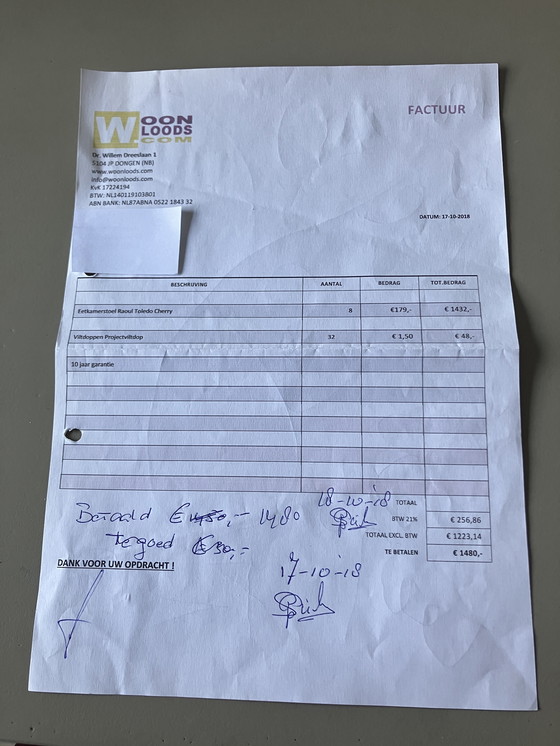 FACTUUR
WOON
LOODS
.COM
Dr. Willem Dreeslaan 1
5104 JP DONGEN (NB)
www.woonloods.com
info@woonloods.com
KvK 17224194
BTW: NL140119103B01
ABN BANK: NL87ABNA 0522 1843 32
DATUM: 17-10-2018
BESCHRIJVING AANTAL BEDRAG TOT.BEDRAG
Eetkamerstoel Raoul Toledo Cherry 8 €179,- € 1432,-
Viltdoppen Projectviltdop 32 € 1,50 € 48,-
10 jaar garantie
18-10-'18 TOTAAL
Betaald € 1450,- 1480
BTW 21% € 256,86
TOTAAL EXCL. BTW € 1223,14
te goed € 30,-
TE BETALEN € 1480,-
DANK VOOR UW OPDRACHT !
17-10-'18